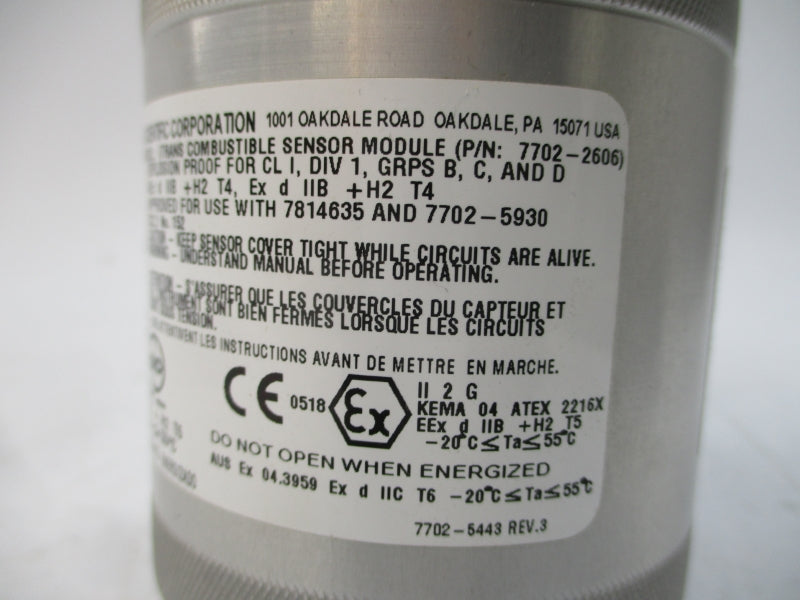 CORPORATION 1001 OAKDALE ROAD OAKDALE, PA 15071 USA
ITRANS COMBUSTIBLE SENSOR MODULE (P/N: 7702-2606)
PROOF FOR CL I, DIV 1, GRPS B, C, AND D
d IIB +H2 T4, Ex d IIB +H2 T4
FOR USE WITH 7814635 AND 7702-5930
152
- KEEP SENSOR COVER TIGHT WHILE CIRCUITS ARE ALIVE.
- UNDERSTAND MANUAL BEFORE OPERATING.
- S'ASSURER QUE LES COUVERCLES DU CAPTEUR ET
SONT BIEN FERMES LORSQUE LES CIRCUITS
TENSION.
LES INSTRUCTIONS AVANT DE METTRE EN MARCHE.
CE 0518 Ex II 2 G
KEMA 04 ATEX 2216X
EEx d IIB +H2 T5
-20°C ≤ Ta ≤ 55°C
DO NOT OPEN WHEN ENERGIZED
AUS Ex 04.3959 Ex d IIC T6 -20°C ≤ Ta ≤ 55°C
7702-5443 REV.3